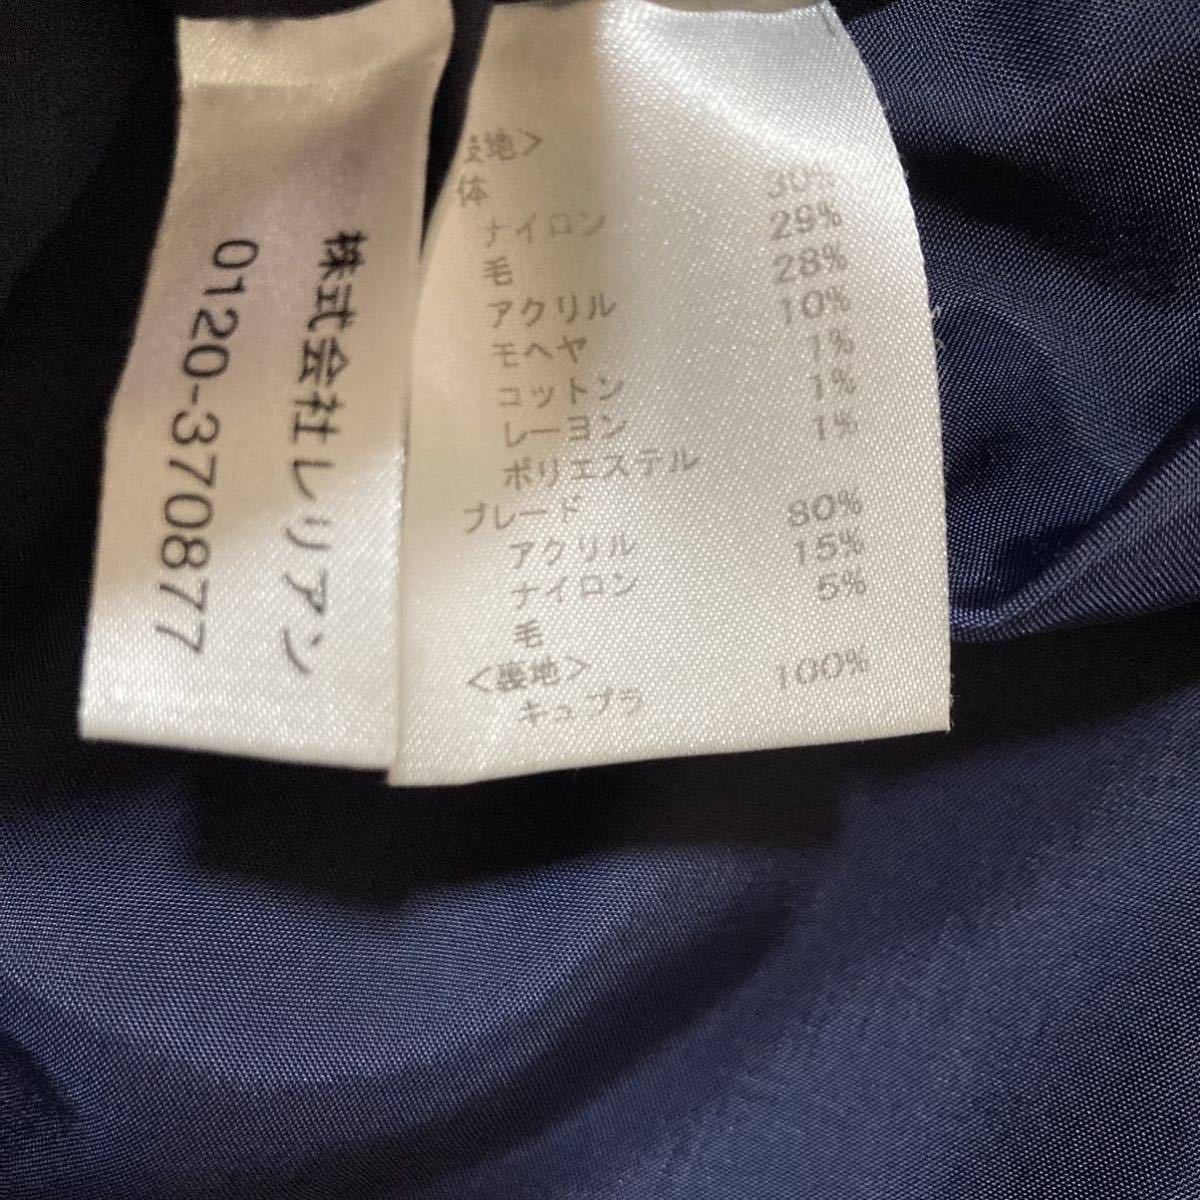 地>
体
ナイロン 30%
毛 29%
アクリル 28%
モヘヤ 10%
コットン 1%
レーヨン 1%
ポリエステル 1%
ブレード
アクリル 80%
ナイロン 15%
毛 5%
<裏地>
キュプラ 100%
株式会社レリアン
0120-370877